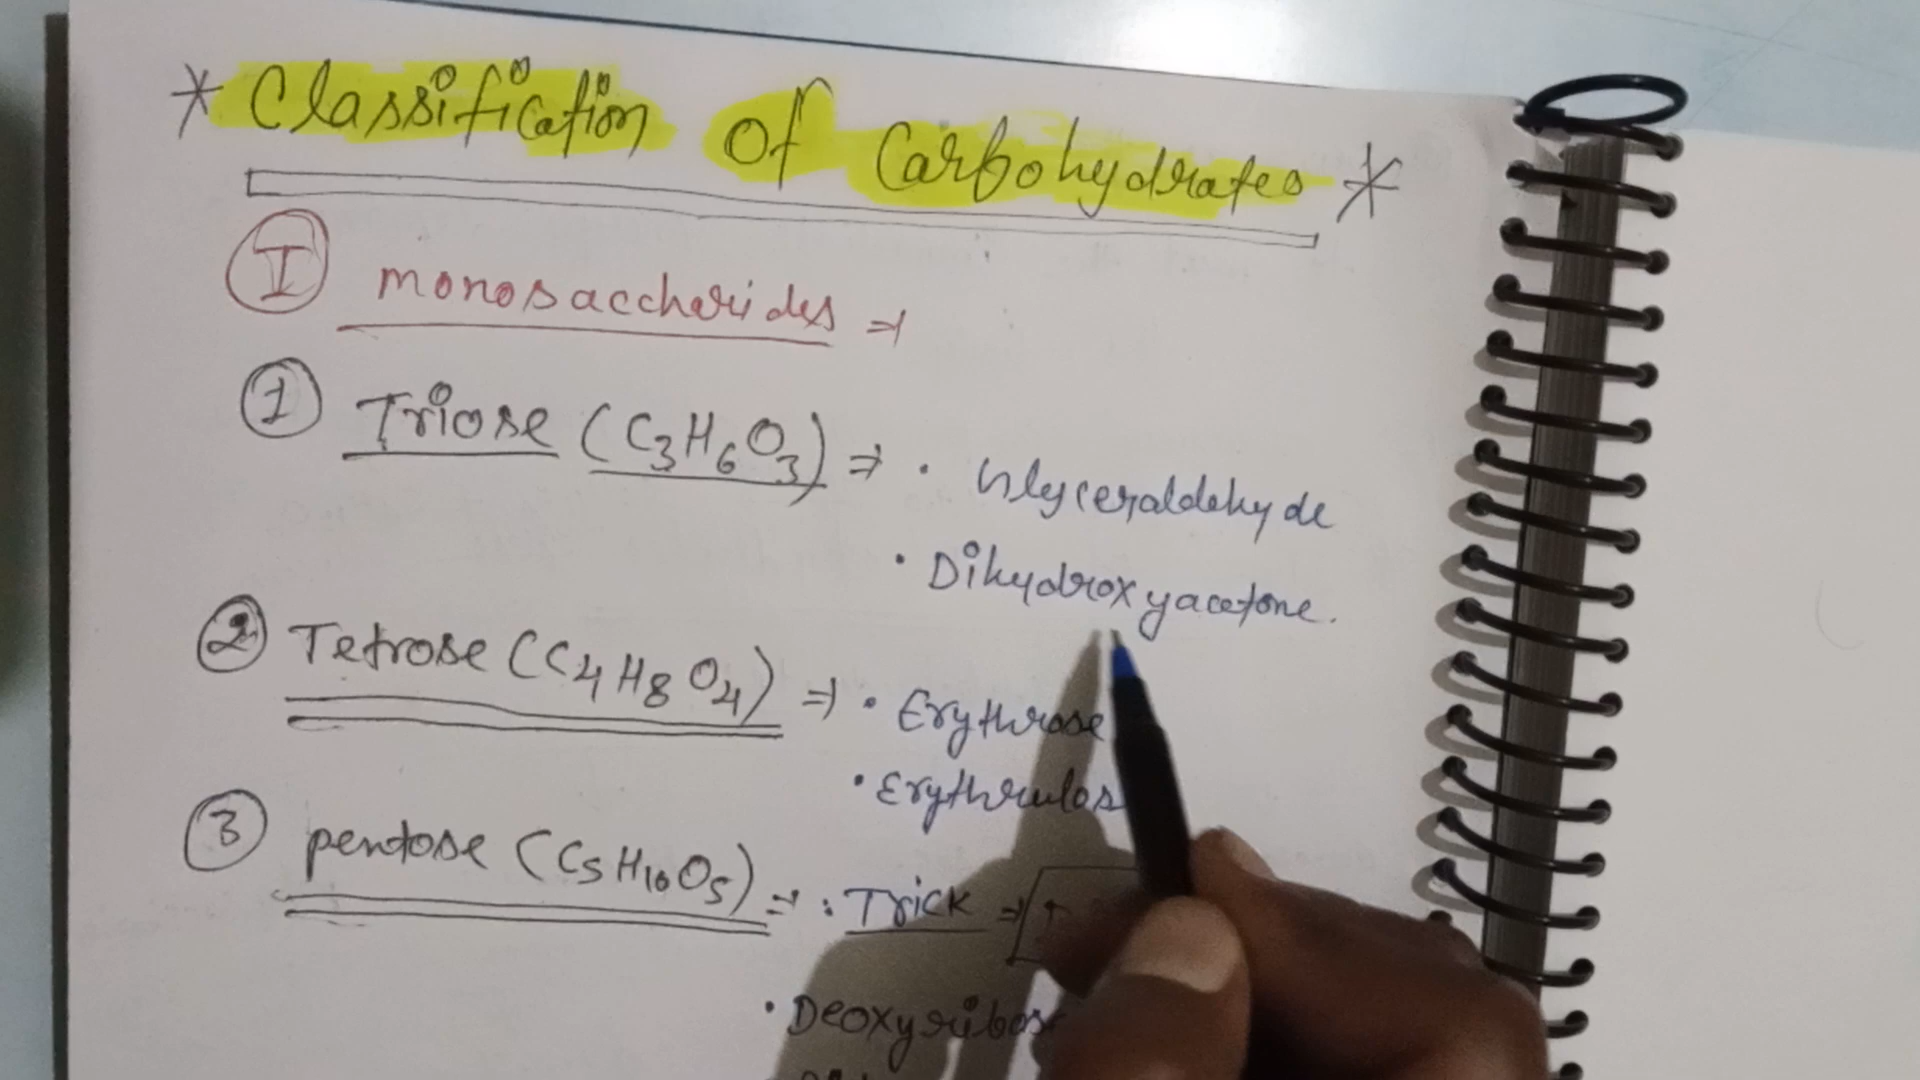 * Classification Of Carbohydrates *
I monosaccharides ⇒
1 Triose (C3H6O3) ⇒ · Glyceraldehyde
· Dihydroxyacetone.
2 Tetrose (C4H8O4) ⇒ · Erythrose
· Erythrulos
3 pentose (C5H10O5) ⇒ : Trick ⇒
· Deoxyribos